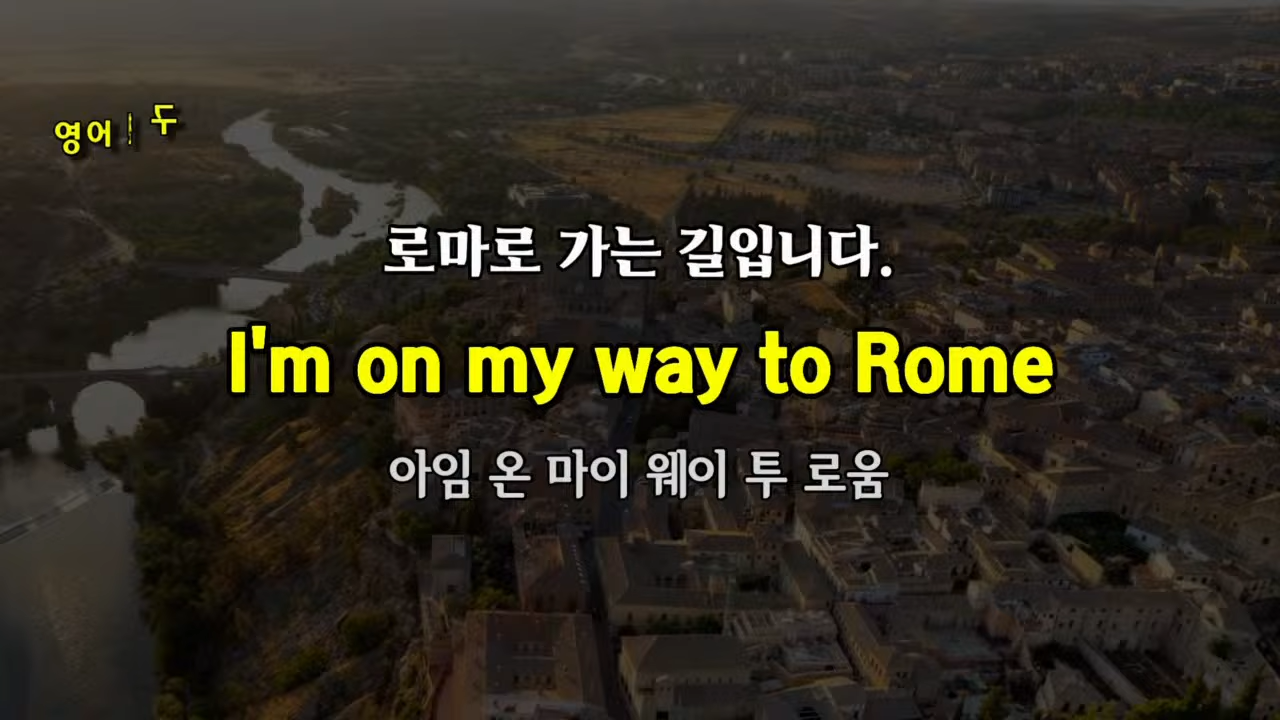 영어
로마로 가는 길입니다.
I'm on my way to Rome
아임 온 마이 웨이 투 로움